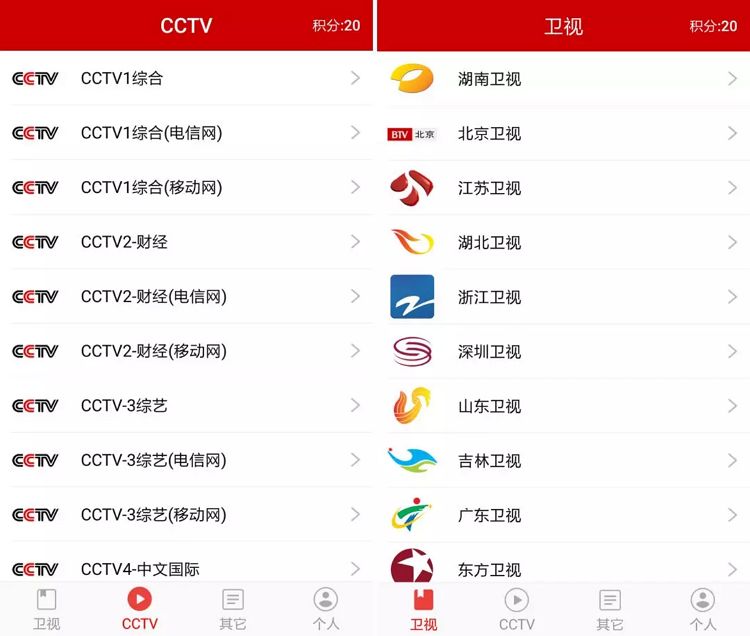 CCTV 积分:20
CCTV CCTV1综合
CCTV CCTV1综合(电信网)
CCTV CCTV1综合(移动网)
CCTV CCTV2-财经
CCTV CCTV2-财经(电信网)
CCTV CCTV2-财经(移动网)
CCTV CCTV-3综艺
CCTV CCTV-3综艺(电信网)
CCTV CCTV-3综艺(移动网)
CCTV CCTV4-中文国际
卫视 CCTV 其它 个人
卫视 积分:20
湖南卫视
BTV 北京 北京卫视
江苏卫视
湖北卫视
浙江卫视
深圳卫视
山东卫视
吉林卫视
广东卫视
东方卫视
卫视 CCTV 其它 个人